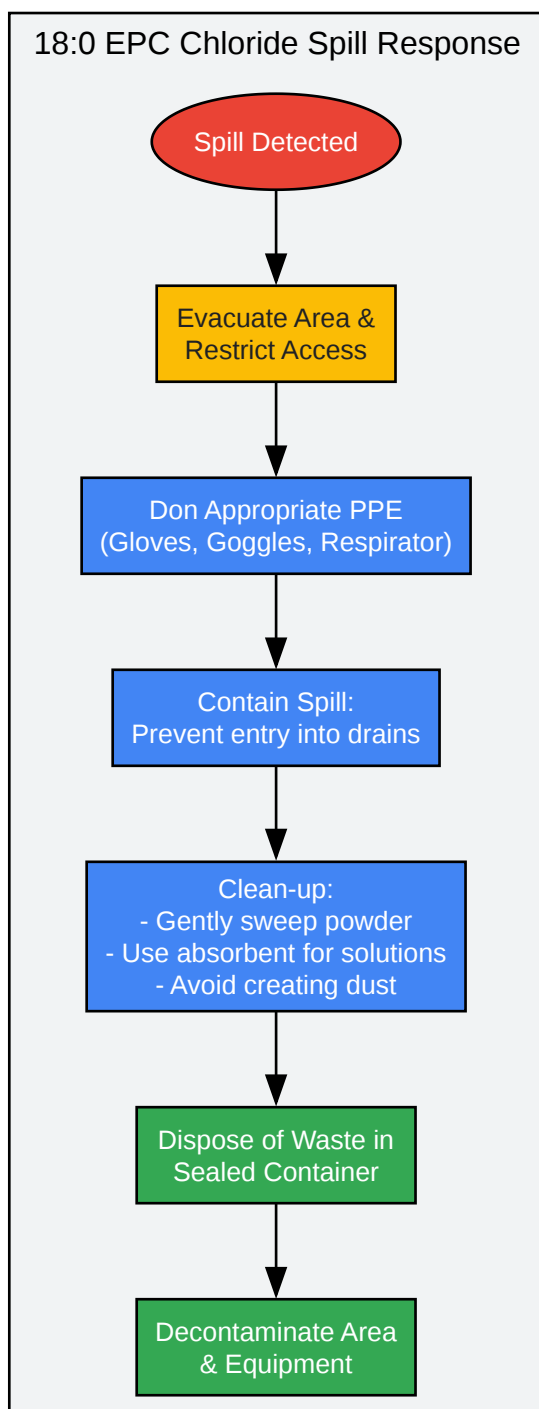 18:0 EPC Chloride Spill Response
Spill Detected
Evacuate Area &
Restrict Access
Don Appropriate PPE
(Gloves, Goggles, Respirator)
Contain Spill:
Prevent entry into drains
Clean-up:
- Gently sweep powder
- Use absorbent for solutions
- Avoid creating dust
Dispose of Waste in
Sealed Container
Decontaminate Area
& Equipment